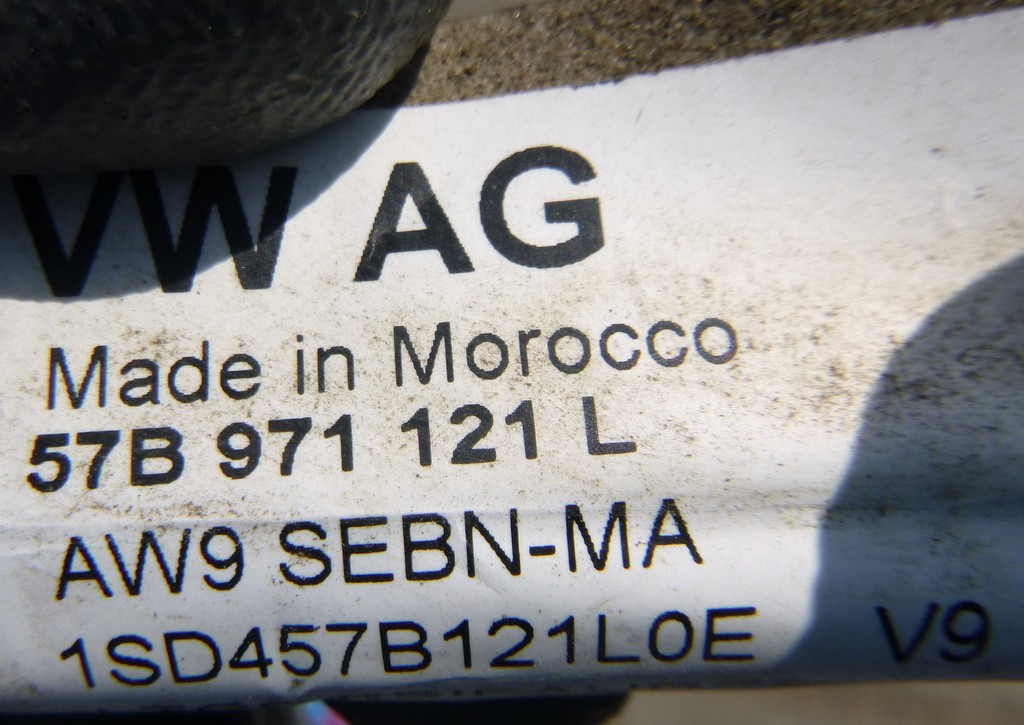 VW AG
Made in Morocco
57B 971 121 L
AW9 SEBN-MA
1SD457B121L0E V9